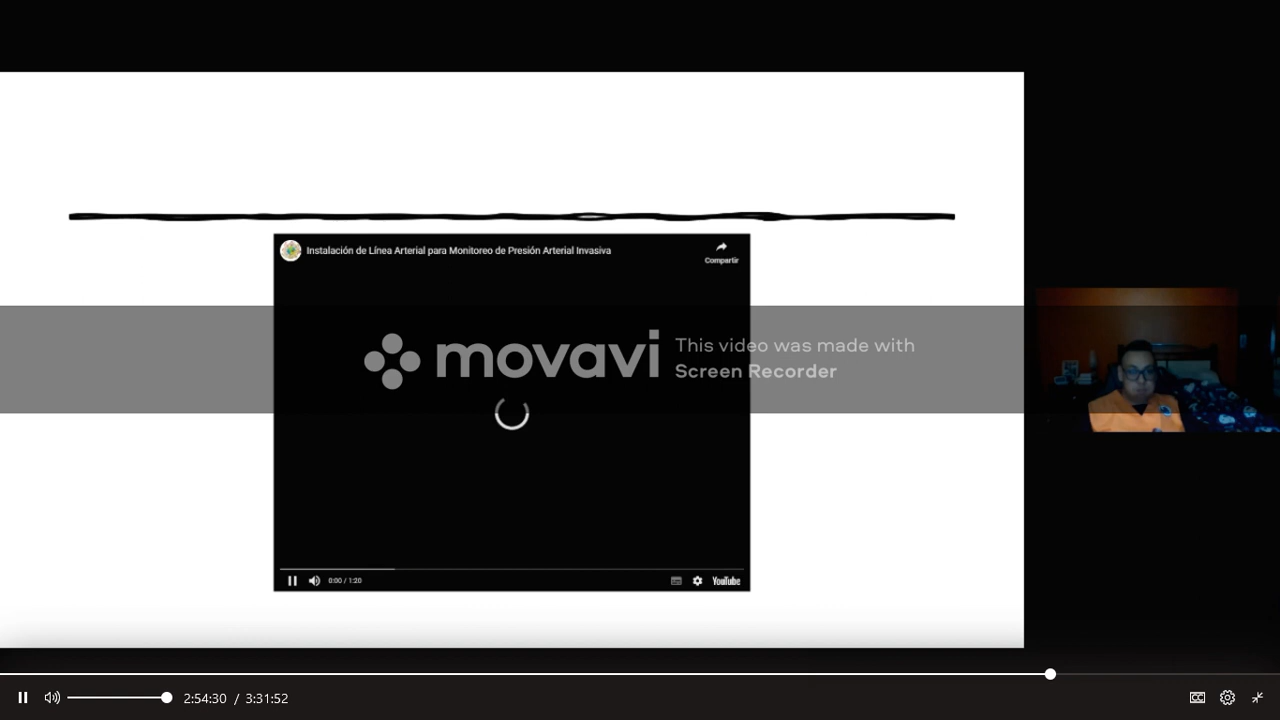 Instalación de Línea Arterial para Monitoreo de Presión Arterial Invasiva
Compartir
movavi
This video was made with
Screen Recorder
0:00 / 1:20
YouTube
2:54:30 / 3:31:52
CC